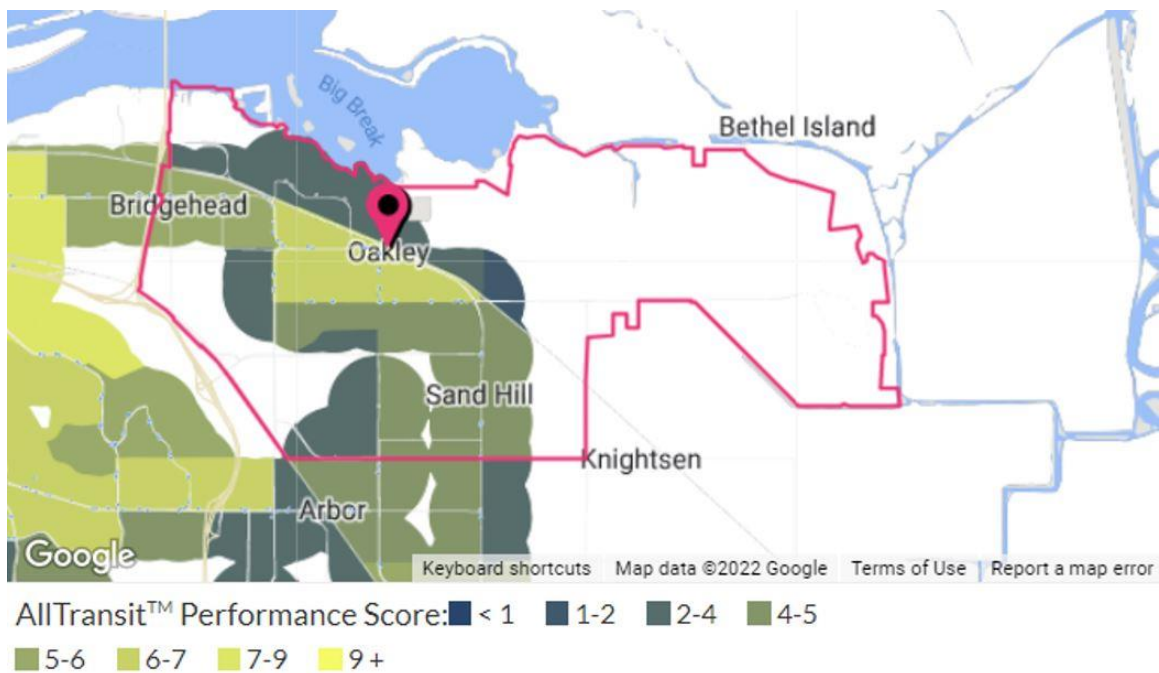 Big Break
Bethel Island
Bridgehead
Oakley
Sand Hill
Knightsen
Arbor
Google
Keyboard shortcuts Map data ©2022 Google Terms of Use Report a map error
AllTransit™ Performance Score: < 1 1-2 2-4 4-5
5-6 6-7 7-9 9 +